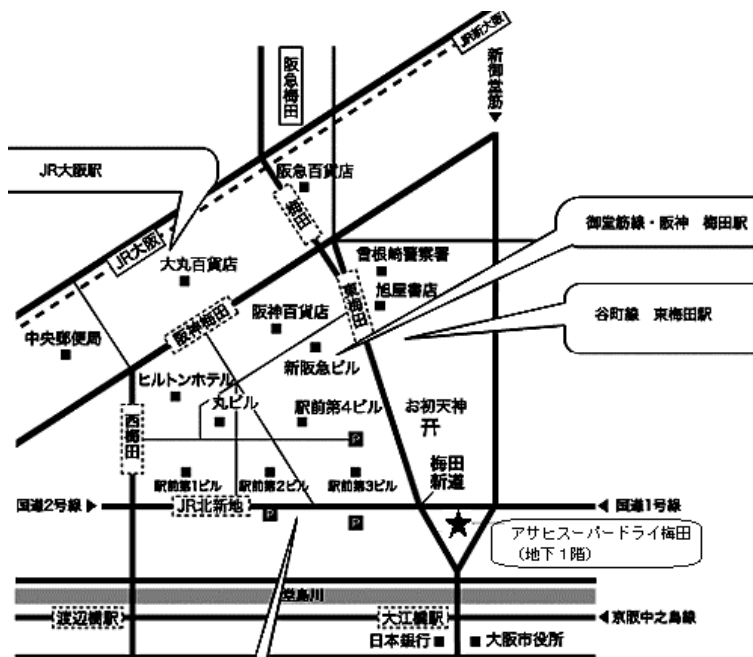 JR新大阪
新御堂筋
阪急梅田
JR大阪駅
阪急百貨店
梅田
JR大阪
大丸百貨店
曽根崎警察署
御堂筋線・阪神 梅田駅
旭屋書店
東梅田
阪神梅田
阪神百貨店
谷町線 東梅田駅
中央郵便局
新阪急ビル
ヒルトンホテル
丸ビル
駅前第4ビル
お初天神
西梅田
P
梅田
新道
駅前第1ビル
駅前第2ビル
駅前第3ビル
国道2号線
JR北新地
国道1号線
P
P
アサヒスーパードライ梅田
(地下1階)
堂島川
渡辺橋駅
大江橋駅
京阪中之島線
日本銀行
大阪市役所